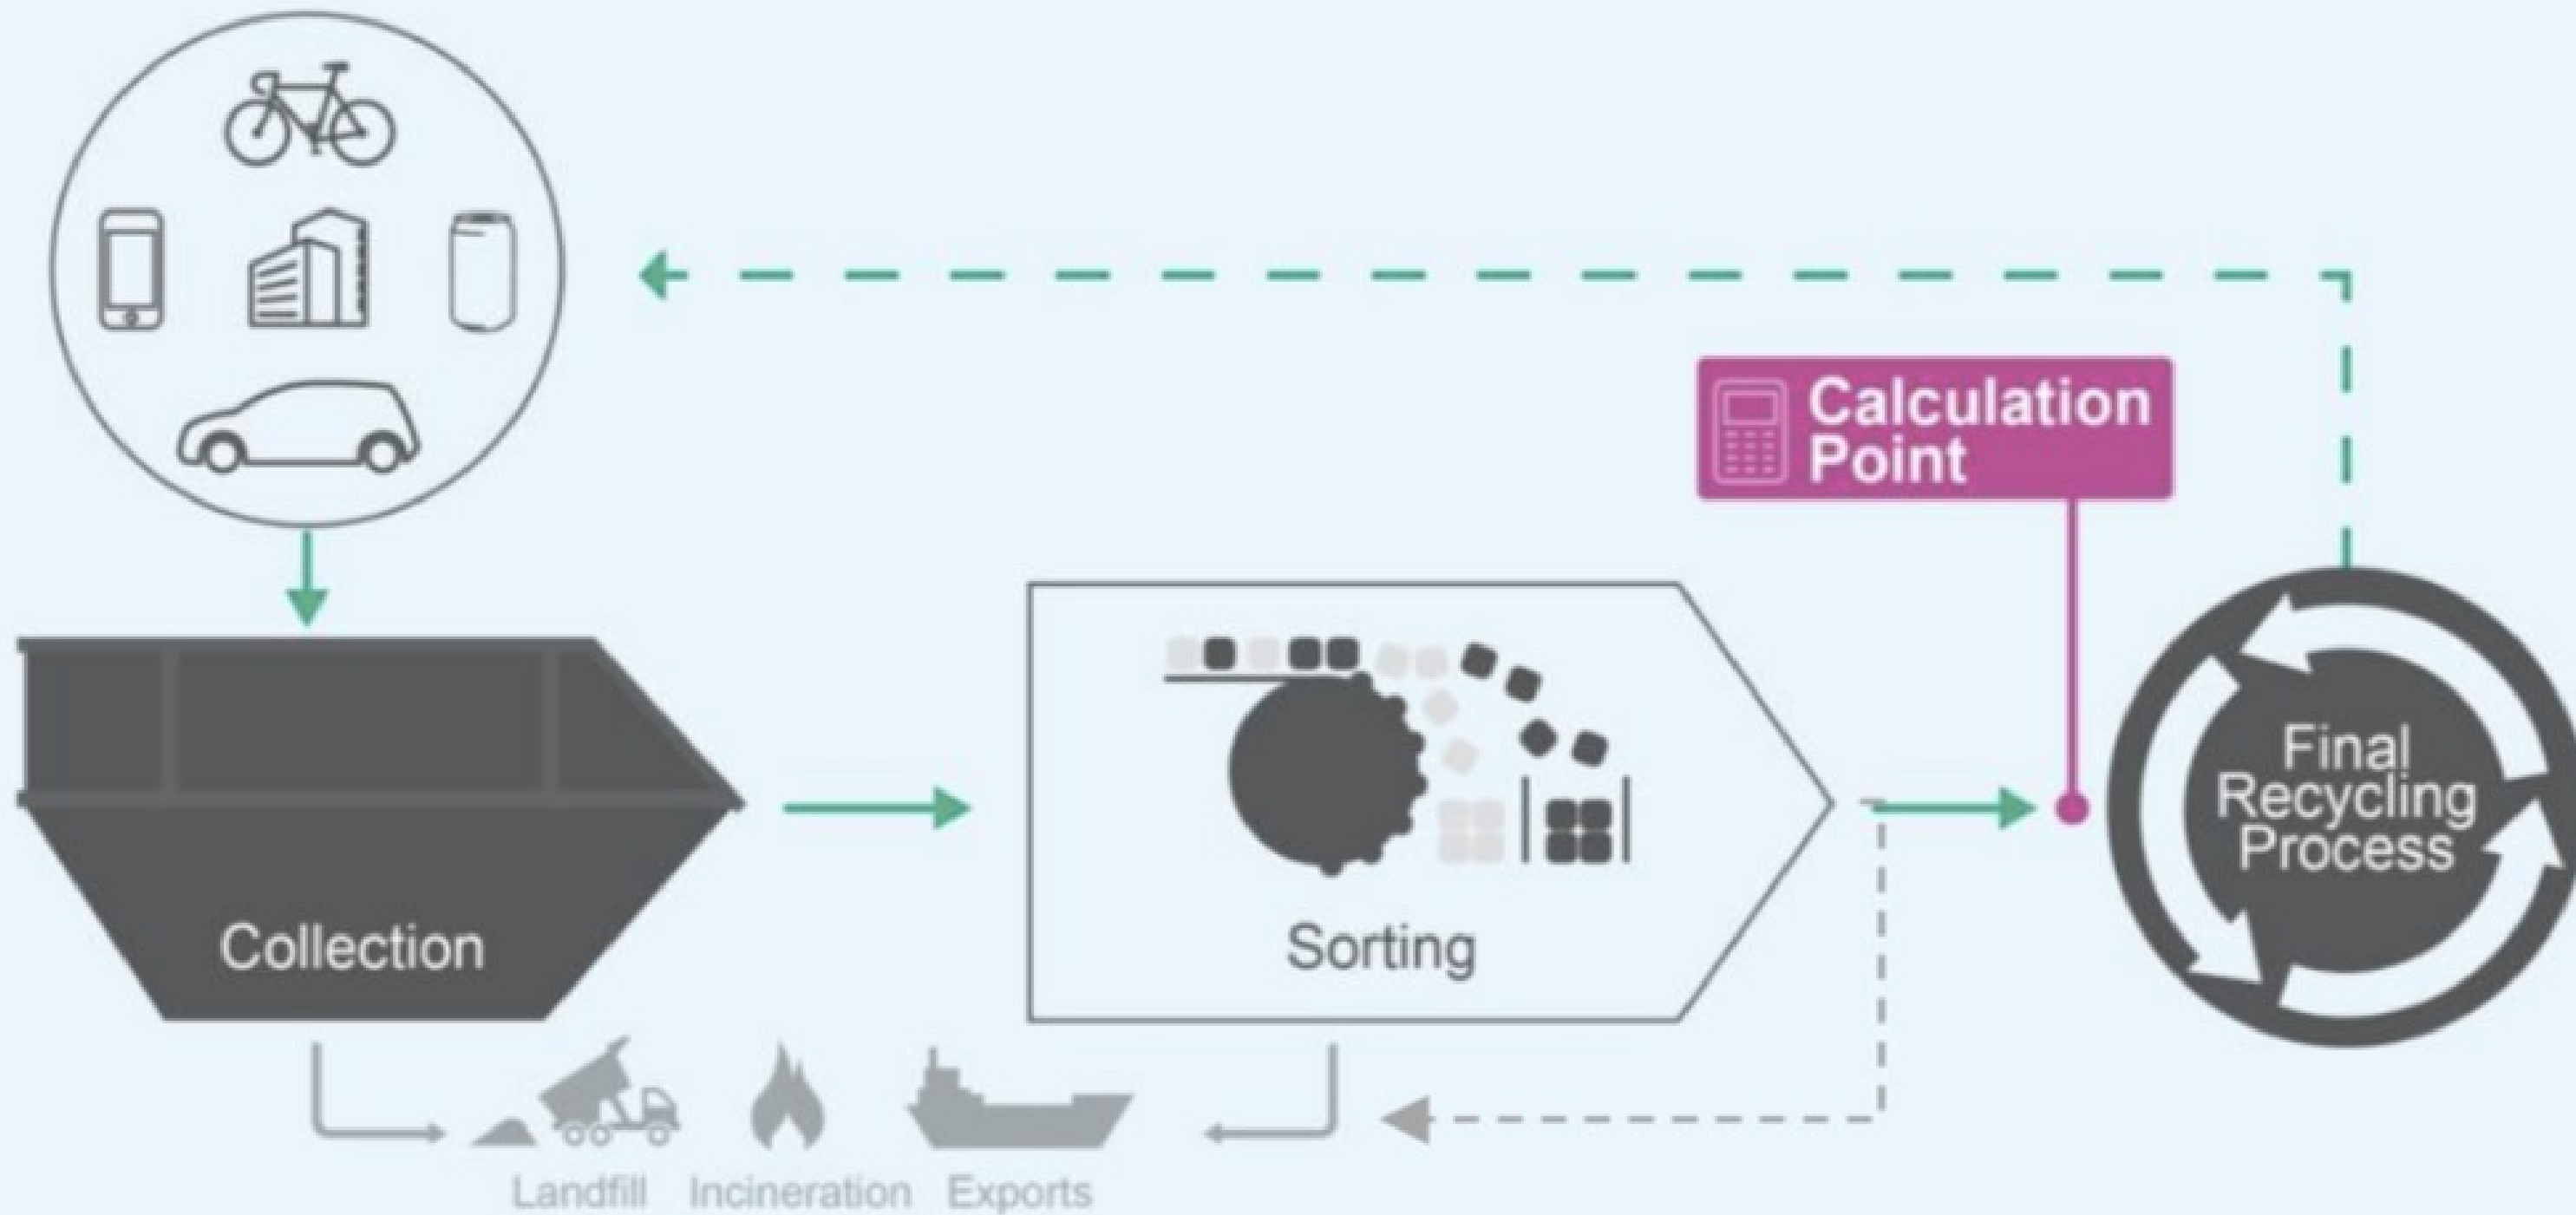 Calculation
Point
Final
Recycling
Process
Collection
Sorting
Landfill
Incineration
Exports